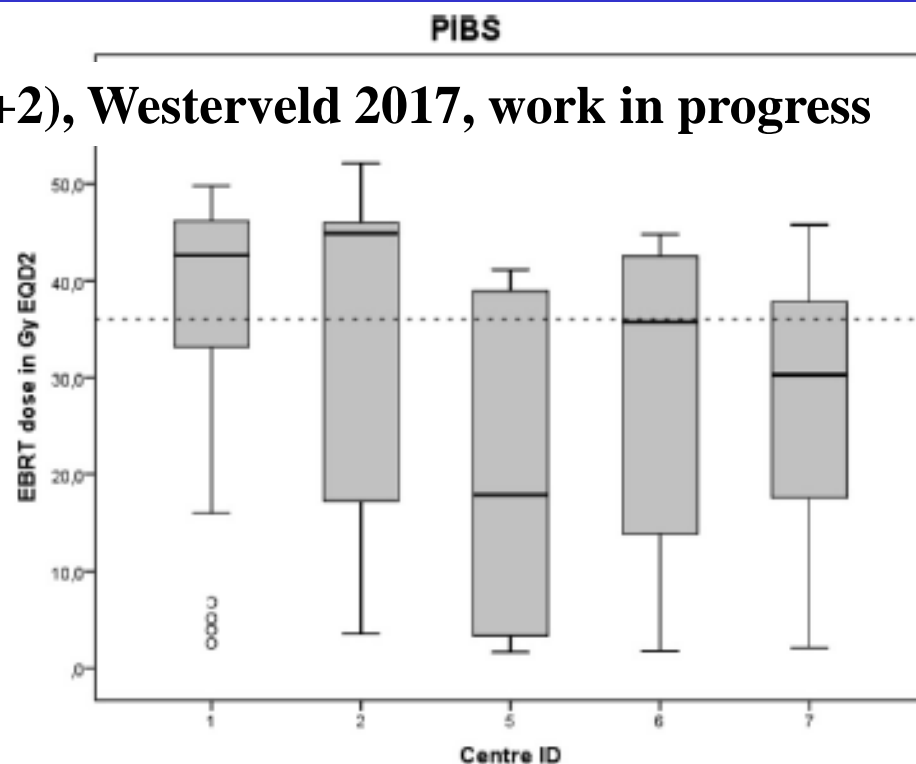 PIBS
+2), Westerveld 2017, work in progress
50,0
40,0
30,0
20,0
10,0
,0
EBRT dose in Gy EQD2
1 2 5 6 7
Centre ID